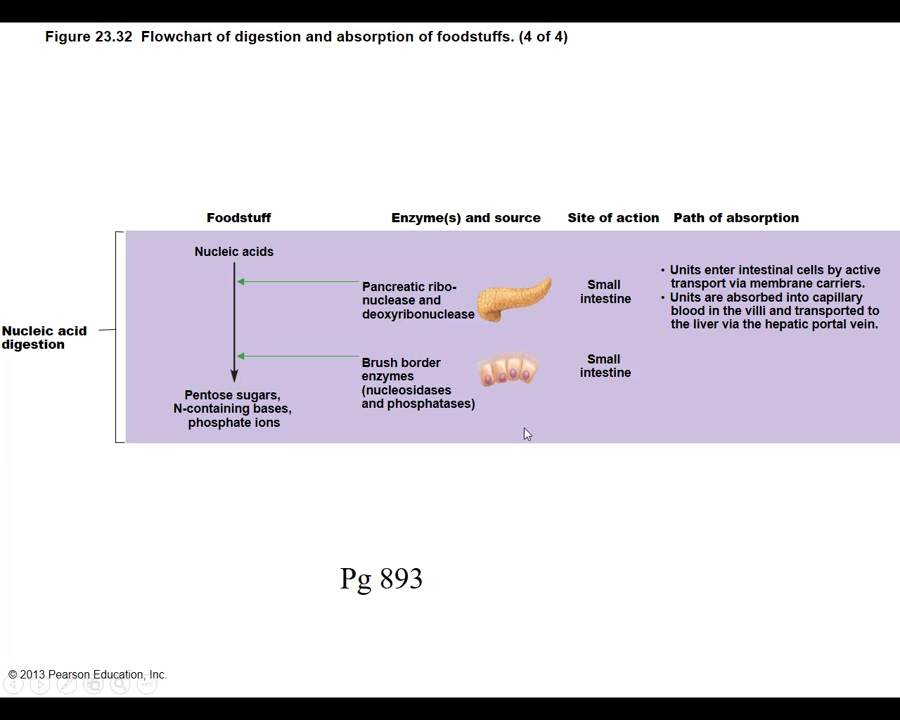 Figure 23.32 Flowchart of digestion and absorption of foodstuffs. (4 of 4)
Foodstuff
Enzyme(s) and source
Site of action
Path of absorption
Nucleic acid
digestion
Nucleic acids
Pancreatic ribo-
nuclease and
deoxyribonuclease
Small
intestine
• Units enter intestinal cells by active
transport via membrane carriers.
• Units are absorbed into capillary
blood in the villi and transported to
the liver via the hepatic portal vein.
Brush border
enzymes
(nucleosidases
and phosphatases)
Small
intestine
Pentose sugars,
N-containing bases,
phosphate ions
Pg 893
© 2013 Pearson Education, Inc.